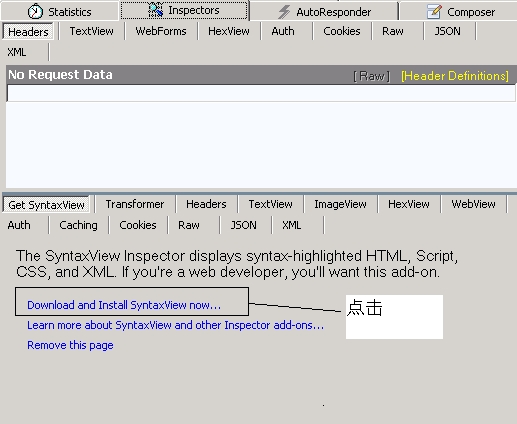 Statistics Inspectors AutoResponder Composer
Headers TextView WebForms HexView Auth Cookies Raw JSON
XML
No Request Data [Raw] [Header Definitions]
Get SyntaxView Transformer Headers TextView ImageView HexView WebView
Auth Caching Cookies Raw JSON XML
The SyntaxView Inspector displays syntax-highlighted HTML, Script,
CSS, and XML. If you're a web developer, you'll want this add-on.
Download and Install SyntaxView now...
点击
Learn more about SyntaxView and other Inspector add-ons...
Remove this page